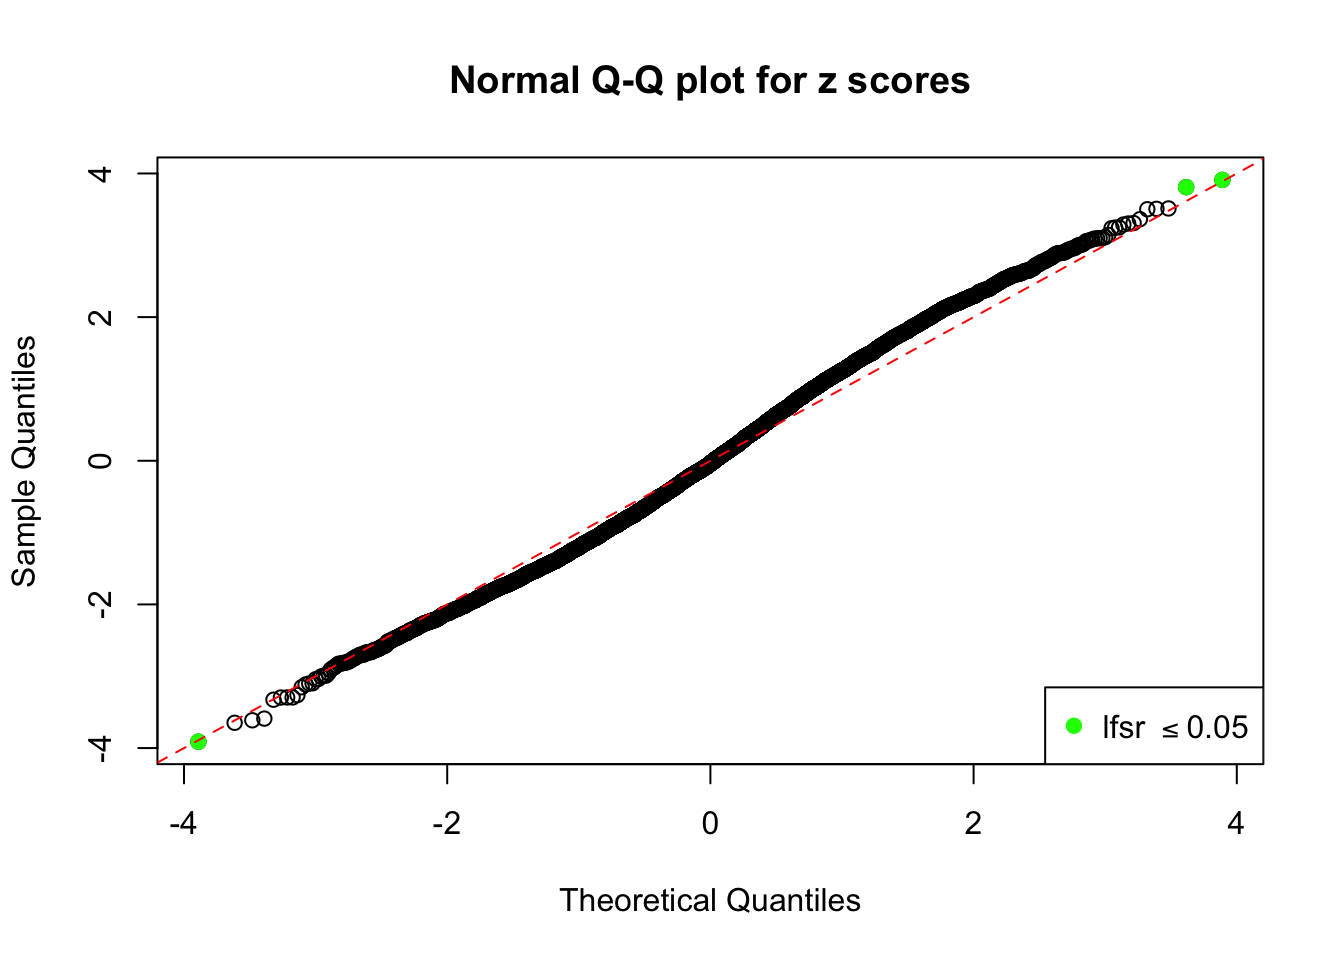 Normal Q-Q plot for z scores
Sample Quantiles
4
2
0
-2
-4
-4
-2
0
2
4
Theoretical Quantiles
lfsr ≤ 0.05